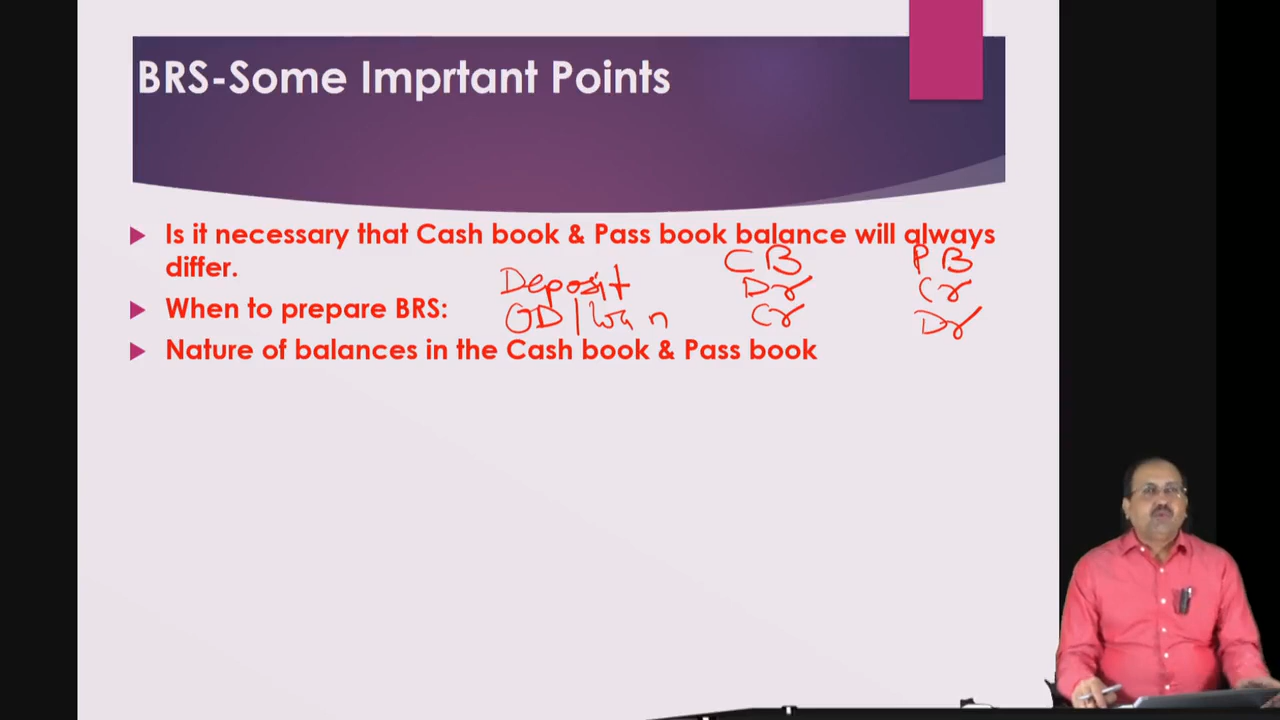 BRS-Some Imprtant Points
Is it necessary that Cash book & Pass book balance will always
differ.
CB PB
Deposit Dr Cr
When to prepare BRS:
OD/Loan Cr Dr
Nature of balances in the Cash book & Pass book